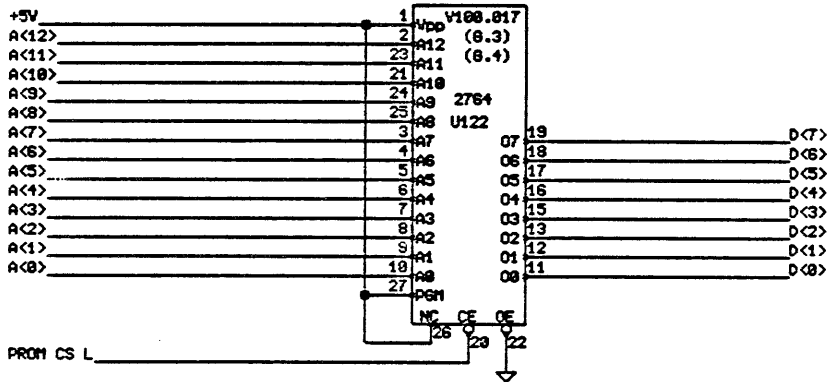 +5V 1 Vpp V100.017
A<12> 2 A12 (6.3)
A<11> 23 A11 (6.4)
A<10> 21 A10
A<9> 24 A9 2764
A<8> 25 A8 U122
A<7> 3 A7 O7 19 D<7>
A<6> 4 A6 O6 18 D<6>
A<5> 5 A5 O5 17 D<5>
A<4> 6 A4 O4 16 D<4>
A<3> 7 A3 O3 15 D<3>
A<2> 8 A2 O2 13 D<2>
A<1> 9 A1 O1 12 D<1>
A<0> 10 A0 O0 11 D<0>
27 PGM
NC CE OE
26 20 22
PROM CS L